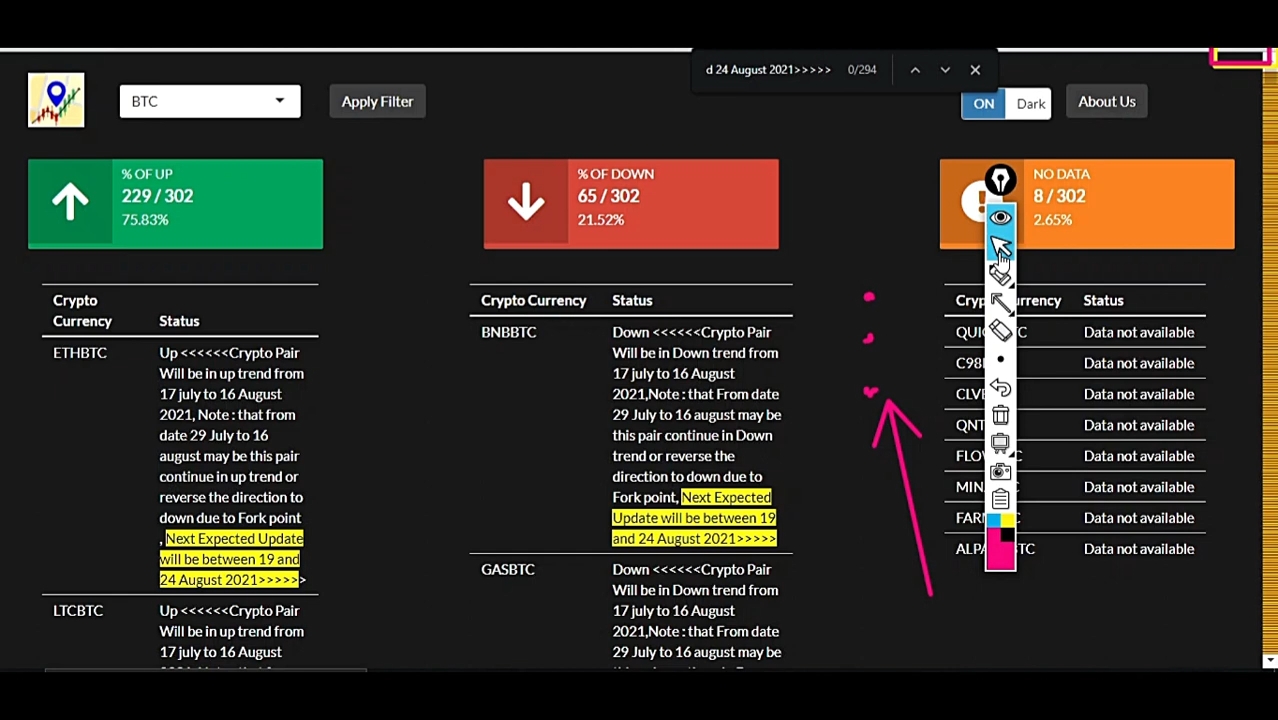 d 24 August 2021>>>>> 0/294
BTC
Apply Filter
ON Dark
About Us
% OF UP
229 / 302
75.83%
% OF DOWN
65 / 302
21.52%
NO DATA
8 / 302
2.65%
Crypto
Currency Status
ETHBTC Up <<<<<<Crypto Pair
Will be in up trend from
17 july to 16 August
2021, Note : that from
date 29 July to 16
august may be this pair
continue in up trend or
reverse the direction to
down due to Fork point
, Next Expected Update
will be between 19 and
24 August 2021>>>>>>
LTCBTC Up <<<<<<Crypto Pair
Will be in up trend from
17 july to 16 August
Crypto Currency Status
BNBBTC Down <<<<<<Crypto Pair
Will be in Down trend from
17 july to 16 August
2021,Note : that From date
29 July to 16 august may be
this pair continue in Down
trend or reverse the
direction to down due to
Fork point, Next Expected
Update will be between 19
and 24 August 2021>>>>>
GASBTC Down <<<<<<Crypto Pair
Will be in Down trend from
17 july to 16 August
2021,Note : that From date
29 July to 16 august may be
Status
Data not available
Data not available
Data not available
Data not available
Data not available
Data not available
Data not available
Data not available